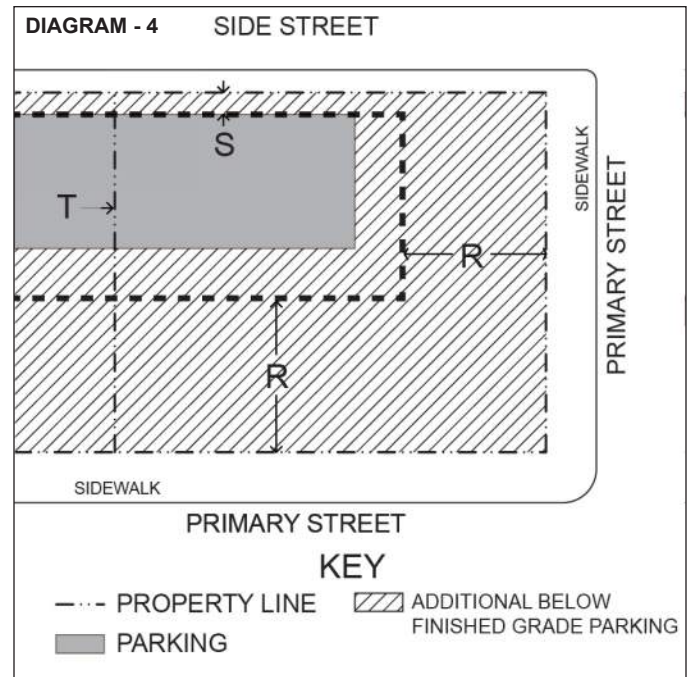 DIAGRAM - 4
SIDE STREET
S
T
R
R
SIDEWALK
PRIMARY STREET
SIDEWALK
PRIMARY STREET
KEY
PROPERTY LINE
PARKING
ADDITIONAL BELOW
FINISHED GRADE PARKING